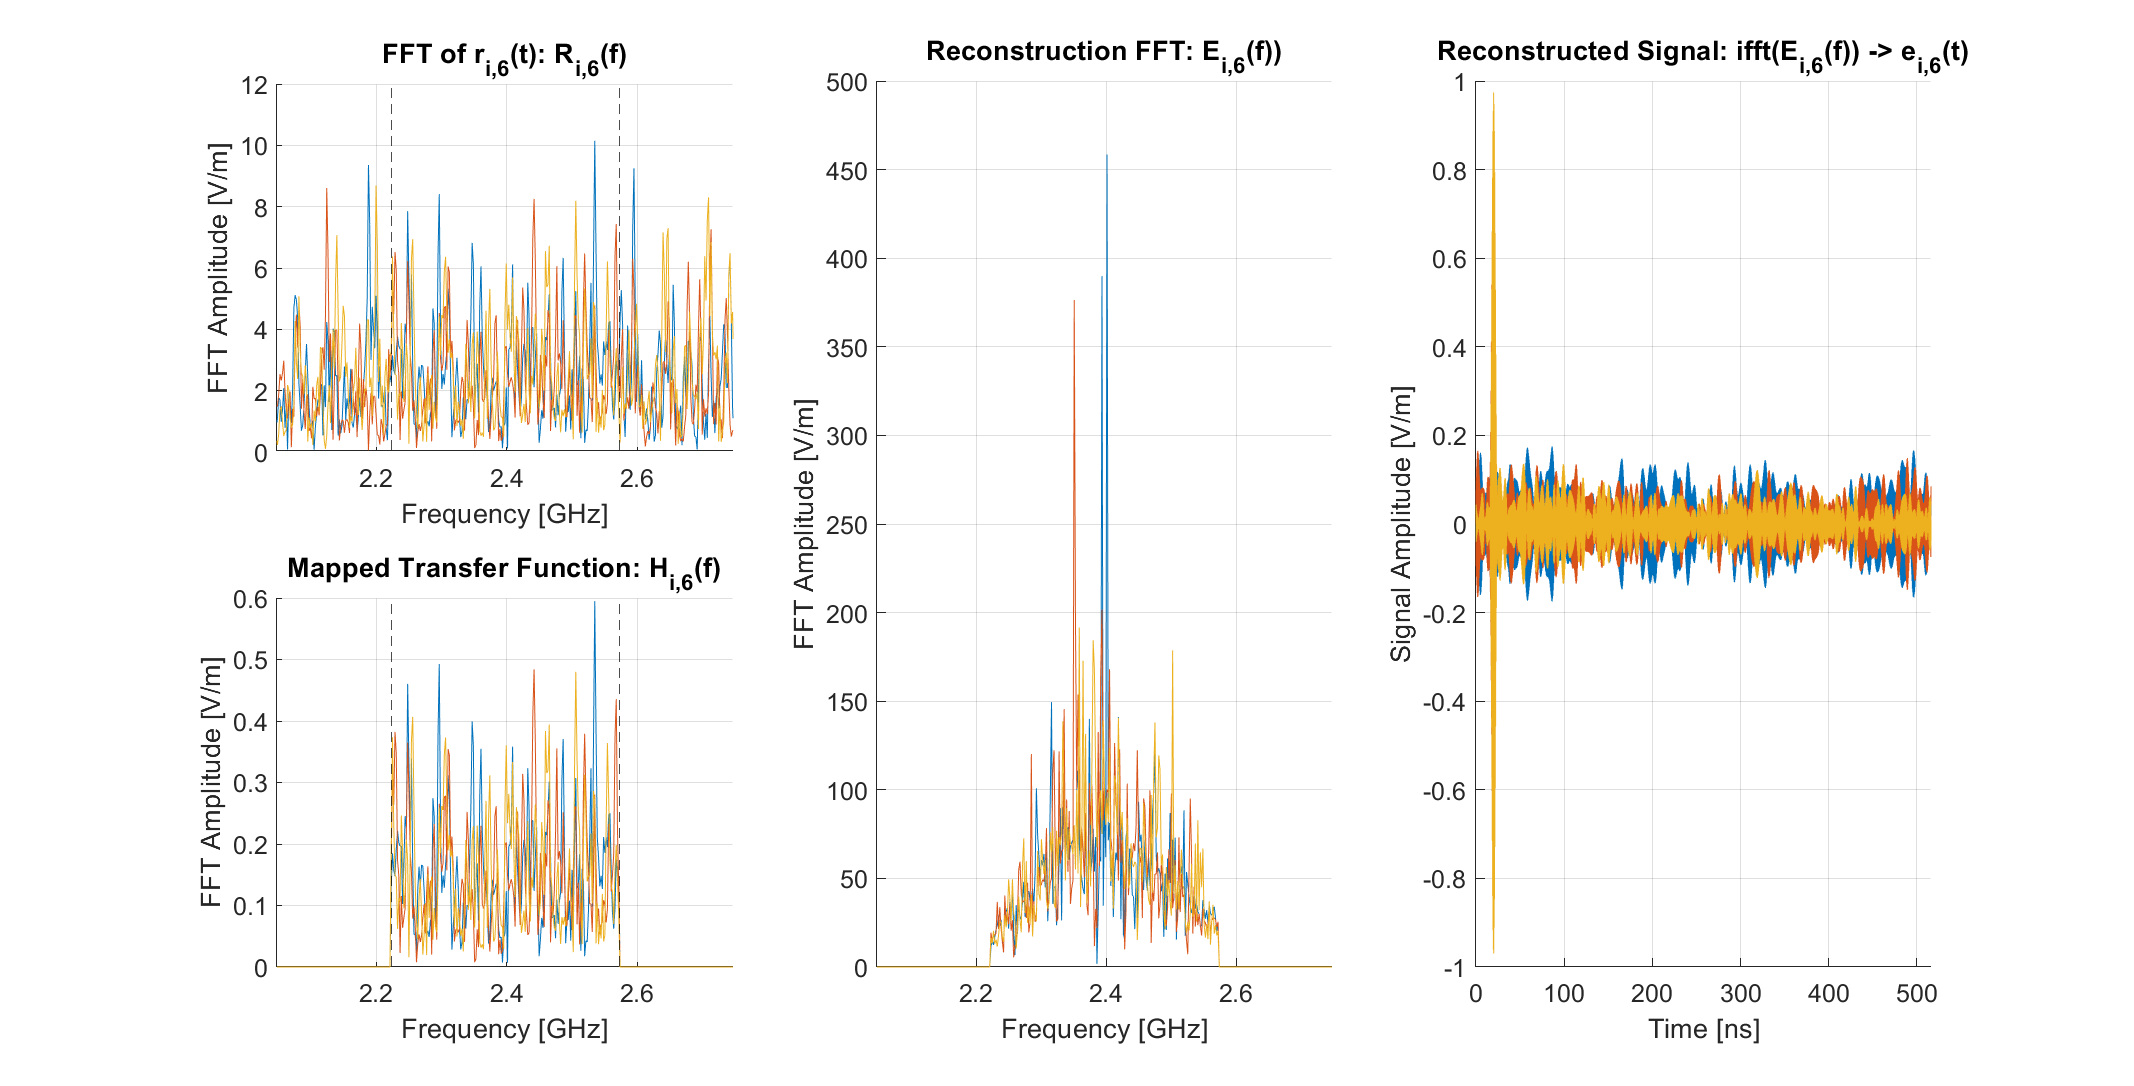 FFT of r_{i,6}(t): R_{i,6}(f)
12
10
8
6
4
2
0
FFT Amplitude [V/m]
2.2 2.4 2.6
Frequency [GHz]
Mapped Transfer Function: H_{i,6}(f)
0.6
0.5
0.4
0.3
0.2
0.1
0
FFT Amplitude [V/m]
2.2 2.4 2.6
Frequency [GHz]
Reconstruction FFT: E_{i,6}(f))
500
450
400
350
300
250
200
150
100
50
0
FFT Amplitude [V/m]
2.2 2.4 2.6
Frequency [GHz]
Reconstructed Signal: ifft(E_{i,6}(f)) -> e_{i,6}(t)
1
0.8
0.6
0.4
0.2
0
-0.2
-0.4
-0.6
-0.8
-1
Signal Amplitude [V/m]
0 100 200 300 400 500
Time [ns]